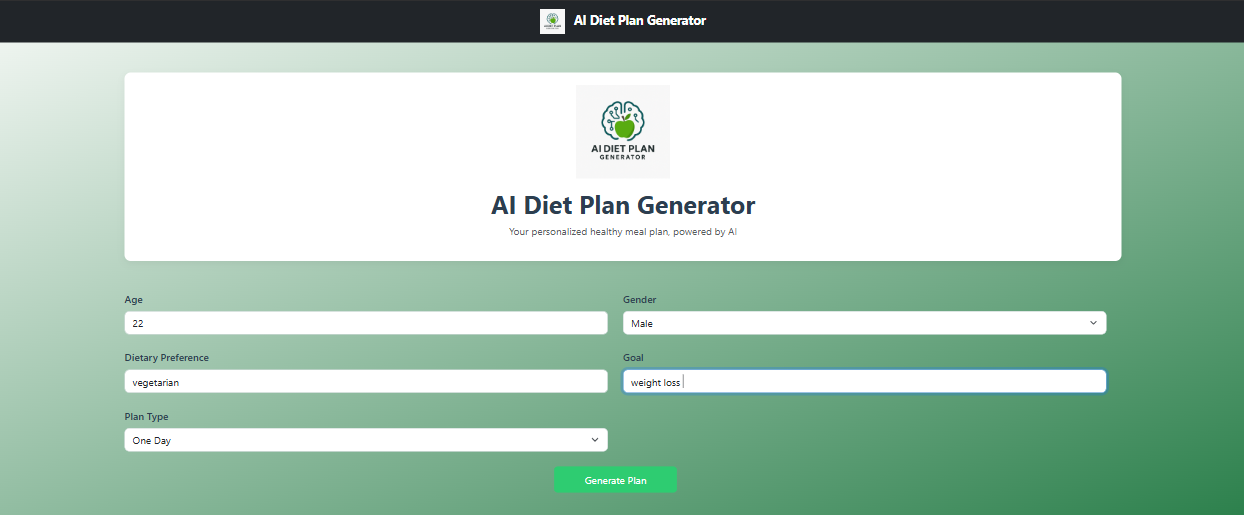 AI Diet Plan Generator
AI DIET PLAN
GENERATOR
AI Diet Plan Generator
Your personalized healthy meal plan, powered by AI
Age
Gender
22
Male
Dietary Preference
Goal
vegetarian
weight loss
Plan Type
One Day
Generate Plan